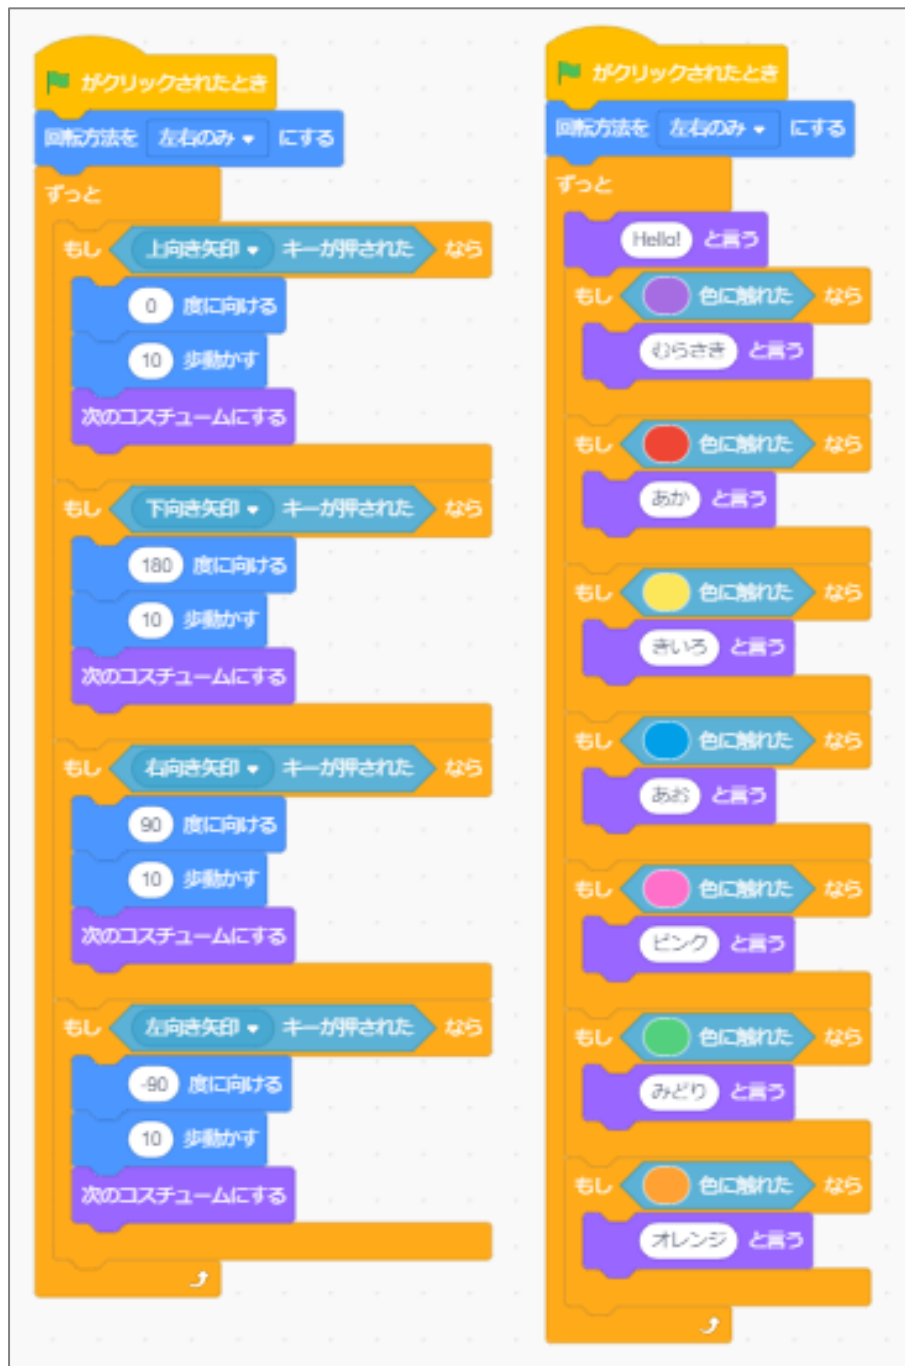 がクリックされたとき
回転方法を 左右のみ にする
ずっと
もし 上向き矢印 キーが押された なら
0 度に向ける
10 歩動かす
次のコスチュームにする
もし 下向き矢印 キーが押された なら
180 度に向ける
10 歩動かす
次のコスチュームにする
もし 右向き矢印 キーが押された なら
90 度に向ける
10 歩動かす
次のコスチュームにする
もし 左向き矢印 キーが押された なら
-90 度に向ける
10 歩動かす
次のコスチュームにする
がクリックされたとき
回転方法を 左右のみ にする
ずっと
Hello! と言う
もし 色に触れた なら
むらさき と言う
もし 色に触れた なら
あか と言う
もし 色に触れた なら
きいろ と言う
もし 色に触れた なら
あお と言う
もし 色に触れた なら
ピンク と言う
もし 色に触れた なら
みどり と言う
もし 色に触れた なら
オレンジ と言う